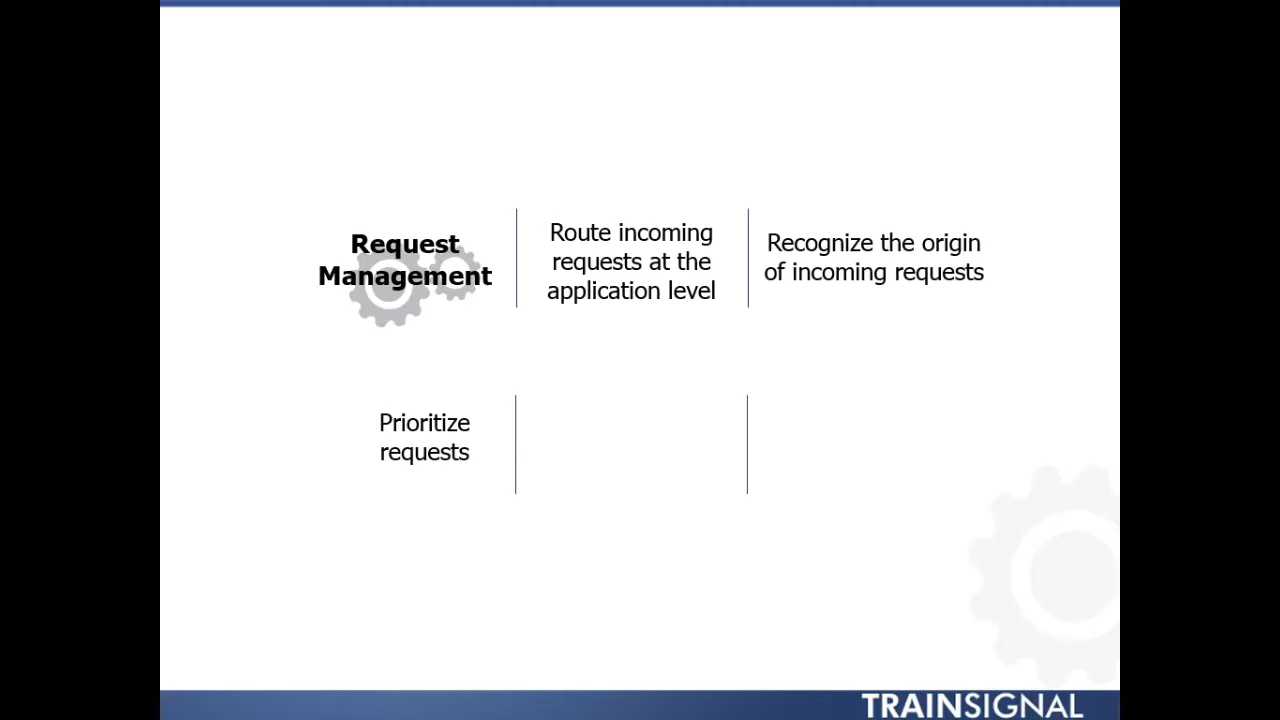 Request
Management
Route incoming
requests at the
application level
Recognize the origin
of incoming requests
Prioritize
requests
TRAINSIGNAL